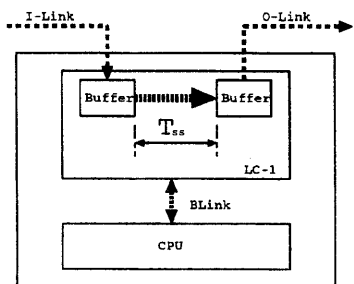 I-Link O-Link
Buffer Buffer
Tss
LC-1
BLink
CPU